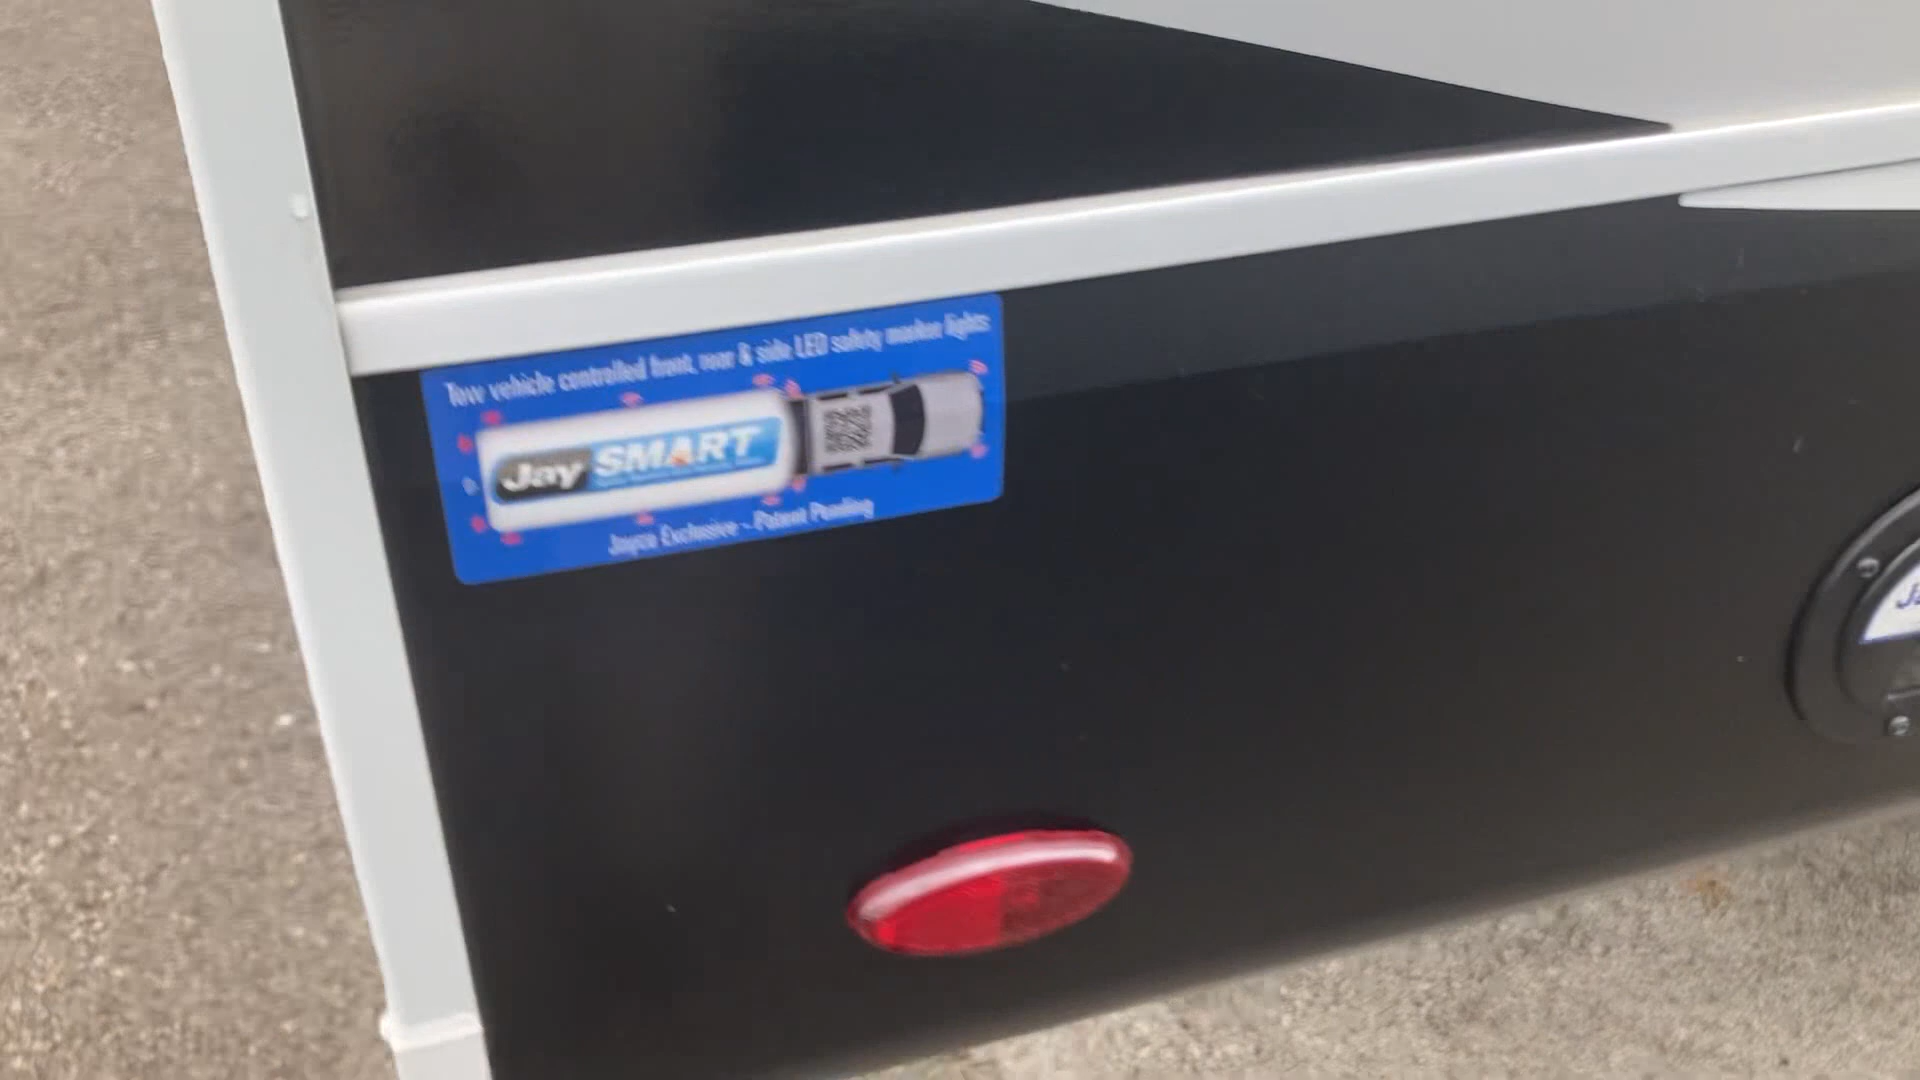 Tow vehicle controlled front, rear & side LED safety marker lights
Jay SMART
Jayco Exclusive - Patent Pending